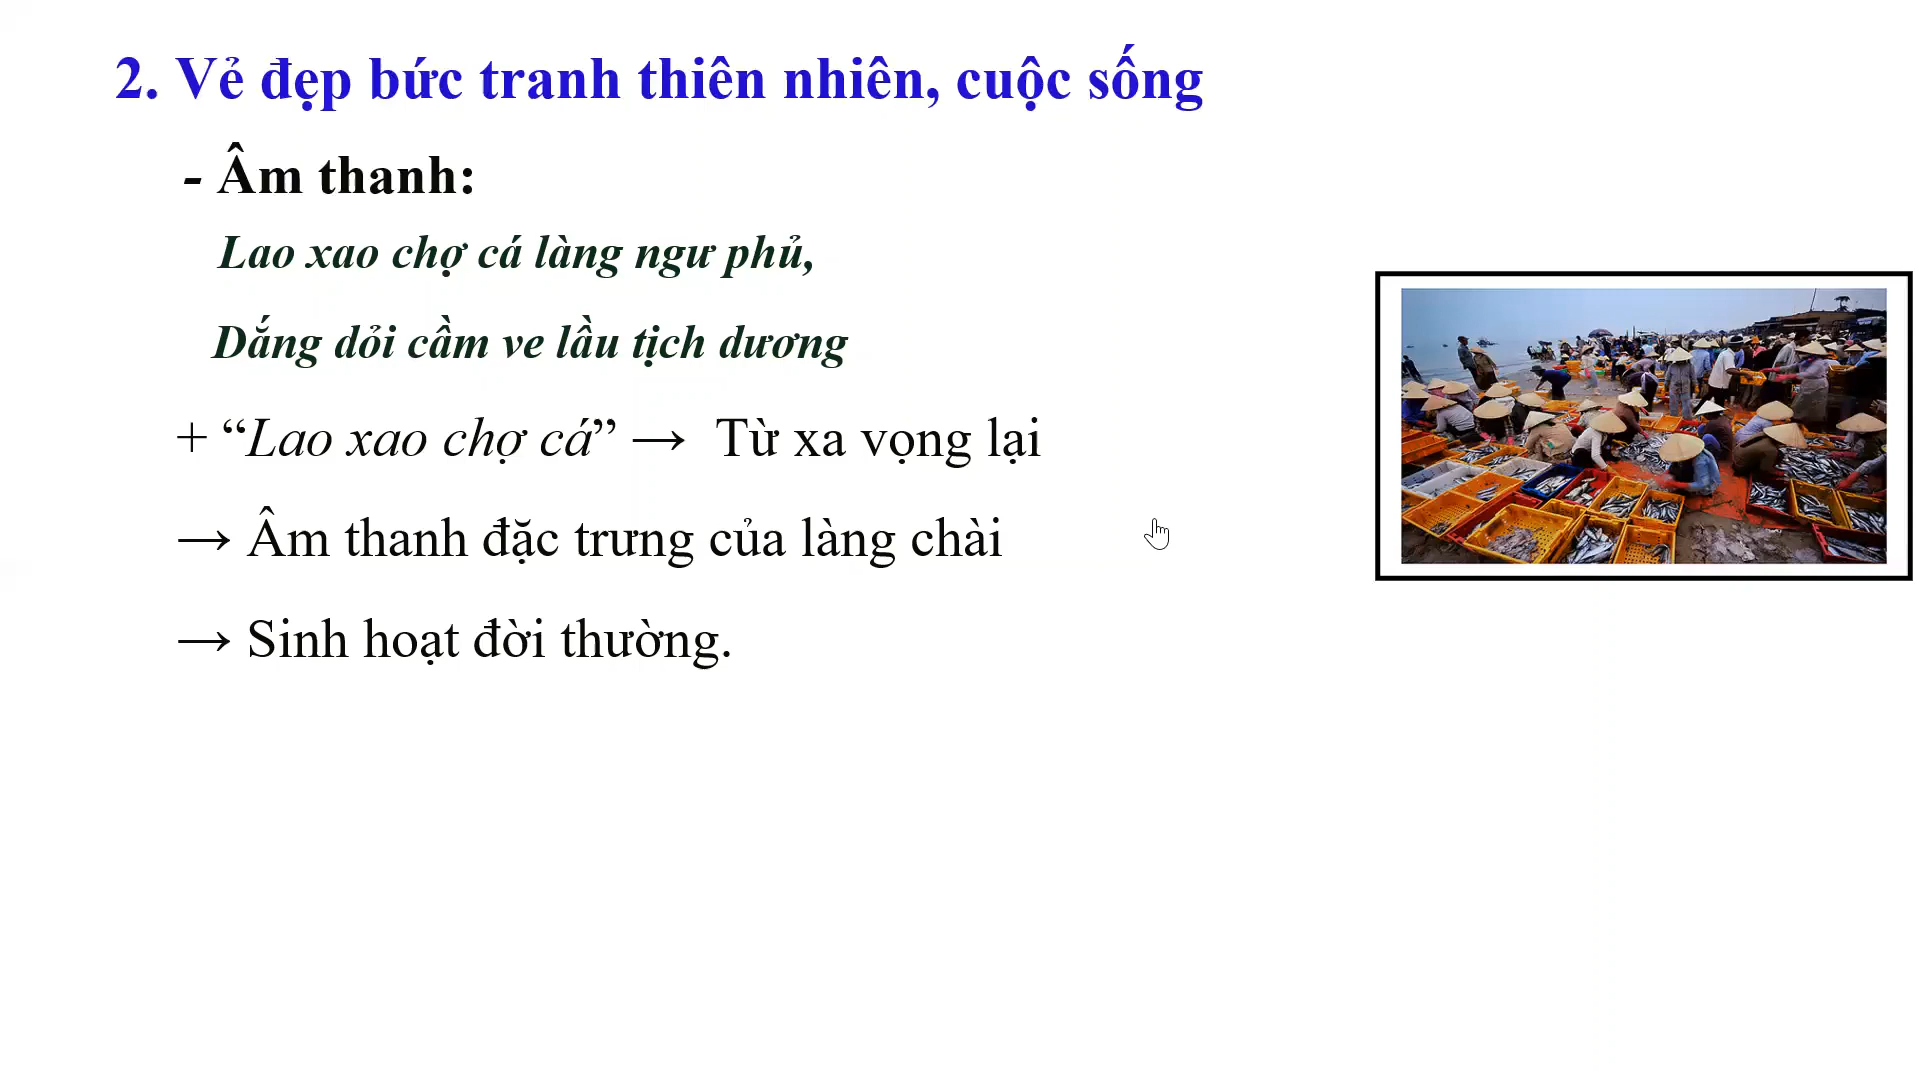 2. Vẻ đẹp bức tranh thiên nhiên, cuộc sống
- Âm thanh:
Lao xao chợ cá làng ngư phủ,
Dắng dỏi cầm ve lầu tịch dương
+ “Lao xao chợ cá” → Từ xa vọng lại
→ Âm thanh đặc trưng của làng chài
→ Sinh hoạt đời thường.